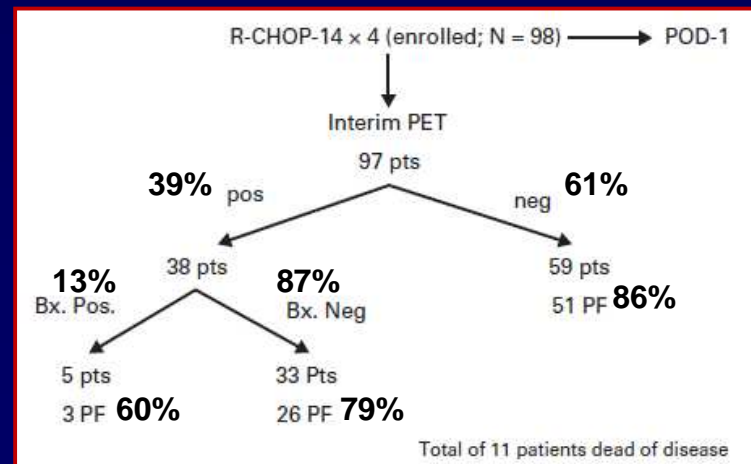 R-CHOP-14 × 4 (enrolled; N = 98) POD-1
Interim PET
97 pts
39% pos neg 61%
38 pts 59 pts
13% 87% 51 PF 86%
Bx. Pos. Bx. Neg
5 pts 33 Pts
3 PF 60% 26 PF 79%
Total of 11 patients dead of disease